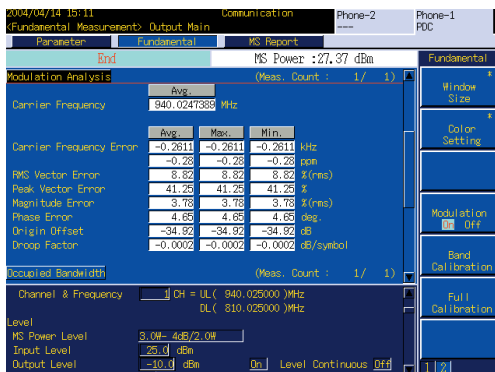 2004/04/14 15:11 Communication Phone-2 Phone-1
<Fundamental Measurement> Output Main --- PDC
Parameter Fundamental MS Report
End MS Power :27.37 dBm Fundamental
Modulation Analysis (Meas. Count : 1/ 1)
Avg.
Carrier Frequency 940.0247389 MHz
Avg. Max. Min.
Carrier Frequency Error -0.2611 -0.2611 -0.2611 kHz
-0.28 -0.28 -0.28 ppm
RMS Vector Error 8.82 8.82 8.82 %(rms)
Peak Vector Error 41.25 41.25 41.25 %
Magnitude Error 3.78 3.78 3.78 %(rms)
Phase Error 4.65 4.65 4.65 deg.
Origin Offset -34.92 -34.92 -34.92 dB
Droop Factor -0.0002 -0.0002 -0.0002 dB/symbol
Occupied Bandwidth (Meas. Count : 1/ 1)
Channel & Frequency 1 CH = UL( 940.025000 )MHz
DL( 810.025000 )MHz
Level
MS Power Level 3.0W- 4dB/2.0W
Input Level 25.0 dBm
Output Level -10.0 dBm On Level Continuous Off
*
Window
Size
*
Color
Setting
Modulation
On Off
Band
Calibration
Full
Calibration
1 2